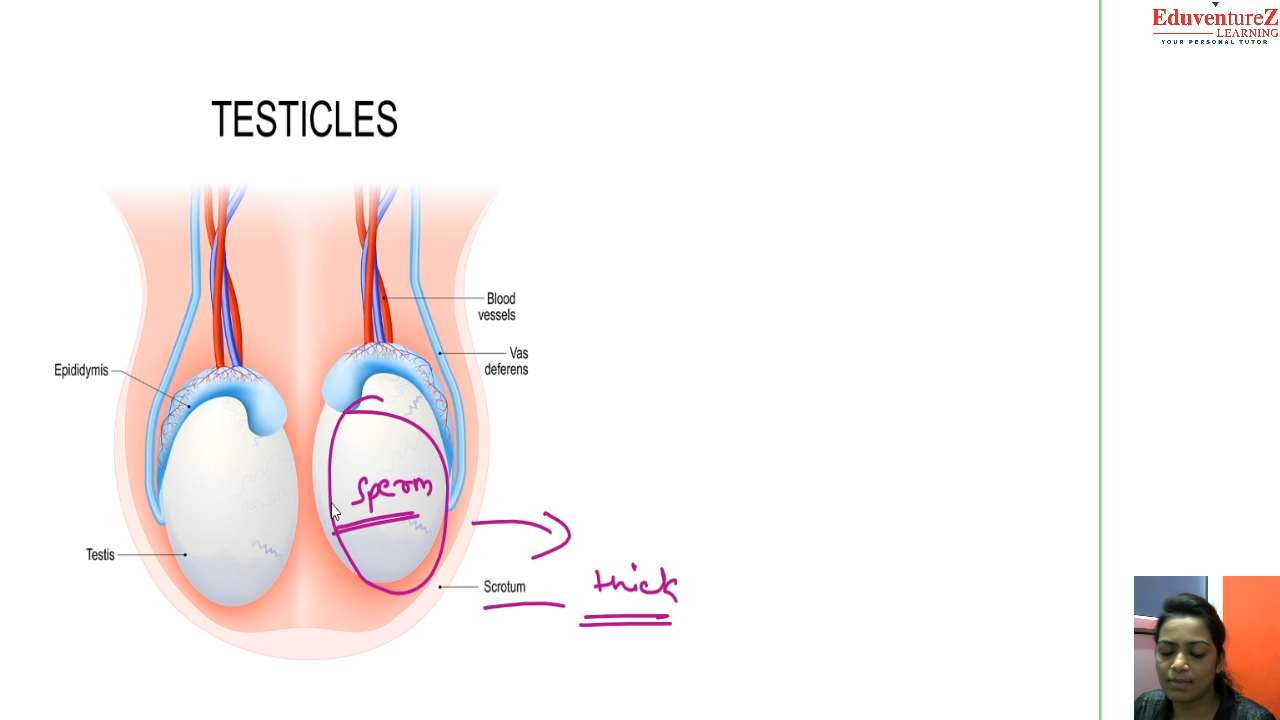 EduventureZ
LEARNING
YOUR PERSONAL TUTOR
TESTICLES
Blood
vessels
Vas
deferens
Epididymis
sperm
Testis
Scrotum
thick